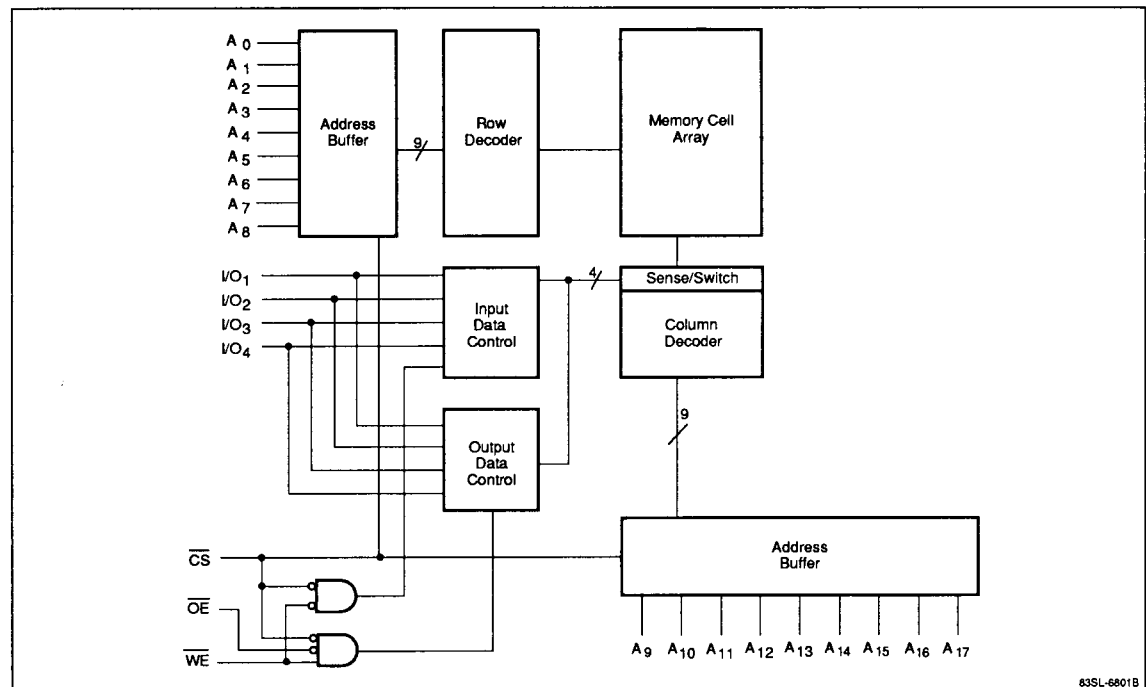 A0
A1
A2
A3
A4
A5
A6
A7
A8
Address
Buffer
9
Row
Decoder
Memory Cell
Array
I/O1
I/O2
I/O3
I/O4
Input
Data
Control
4
Sense/Switch
Column
Decoder
Output
Data
Control
9
Address
Buffer
CS
OE
WE
A9 A10 A11 A12 A13 A14 A15 A16 A17
83SL-6801B